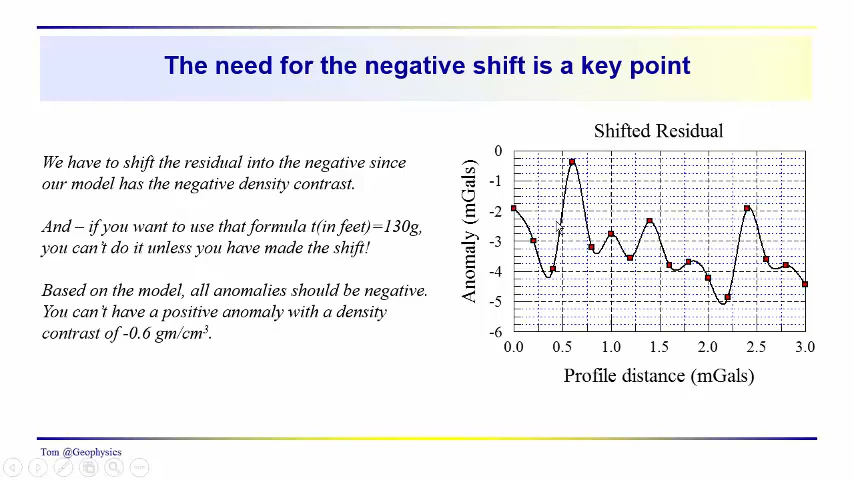 The need for the negative shift is a key point
We have to shift the residual into the negative since
our model has the negative density contrast.
And – if you want to use that formula t(in feet)=130g,
you can't do it unless you have made the shift!
Based on the model, all anomalies should be negative.
You can't have a positive anomaly with a density
contrast of -0.6 gm/cm³.
Shifted Residual
Anomaly (mGals)
0
-1
-2
-3
-4
-5
-6
0.0 0.5 1.0 1.5 2.0 2.5 3.0
Profile distance (mGals)
Tom @Geophysics